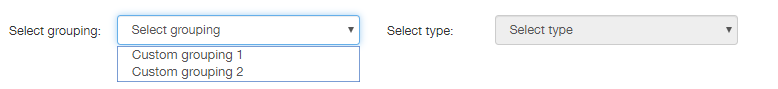 Select grouping: Select grouping Select type: Select type
Custom grouping 1
Custom grouping 2